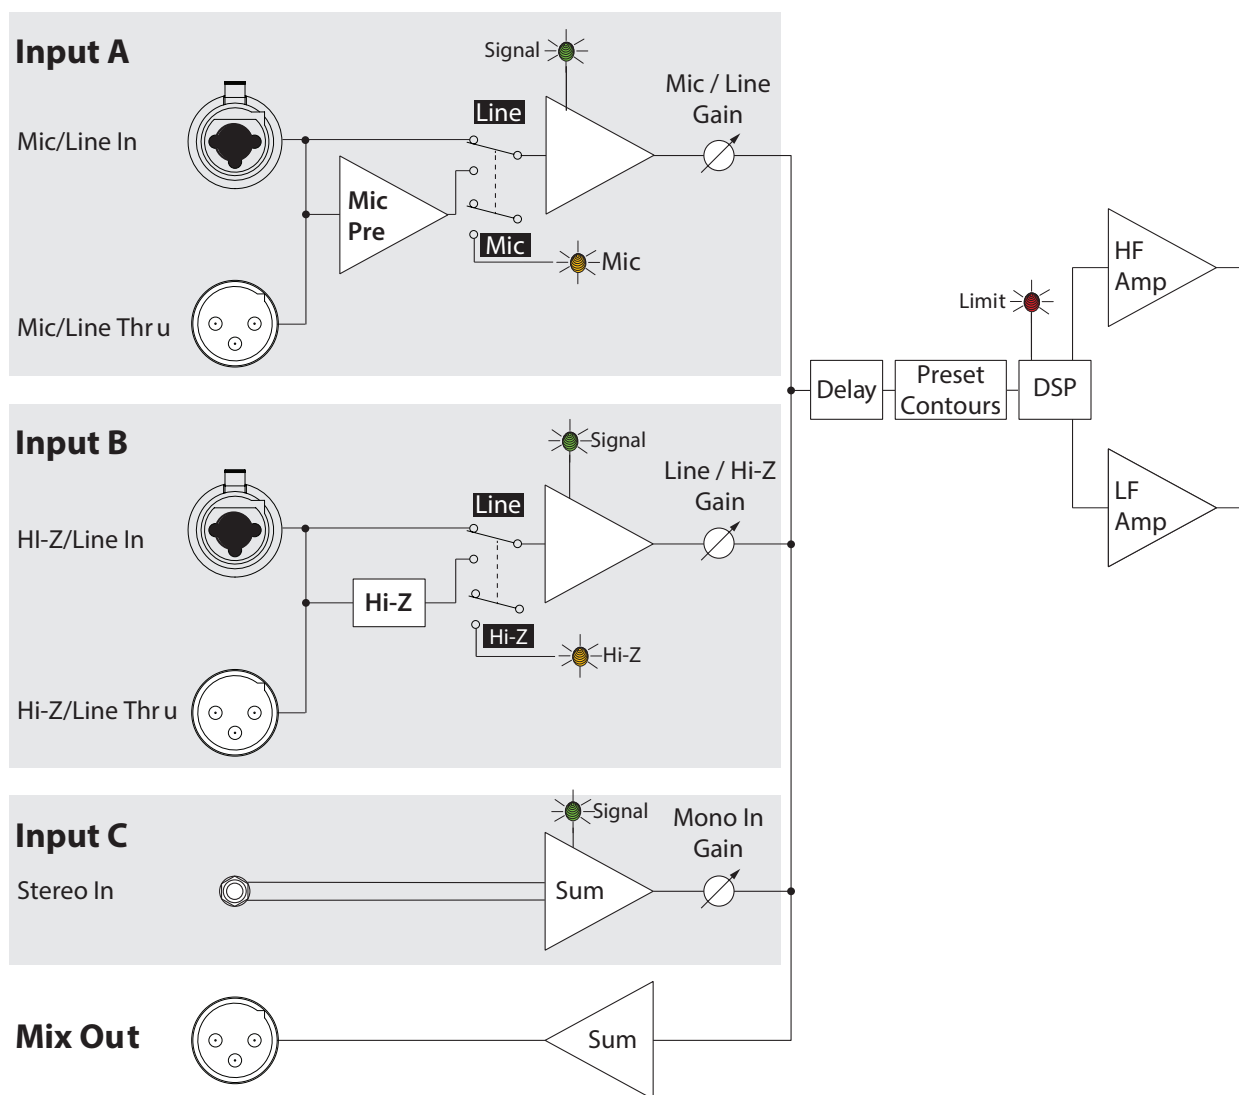 Input A
Signal
Mic / Line
Gain
Line
Mic/Line In
Mic
Pre
Mic
Mic
Mic/Line Thru
HF
Amp
Limit
Delay
Preset
Contours
DSP
Input B
Signal
Line / Hi-Z
Gain
Line
HI-Z/Line In
LF
Amp
Hi-Z
Hi-Z
Hi-Z
Hi-Z/Line Thru
Input C
Signal
Mono In
Gain
Stereo In
Sum
Mix Out
Sum